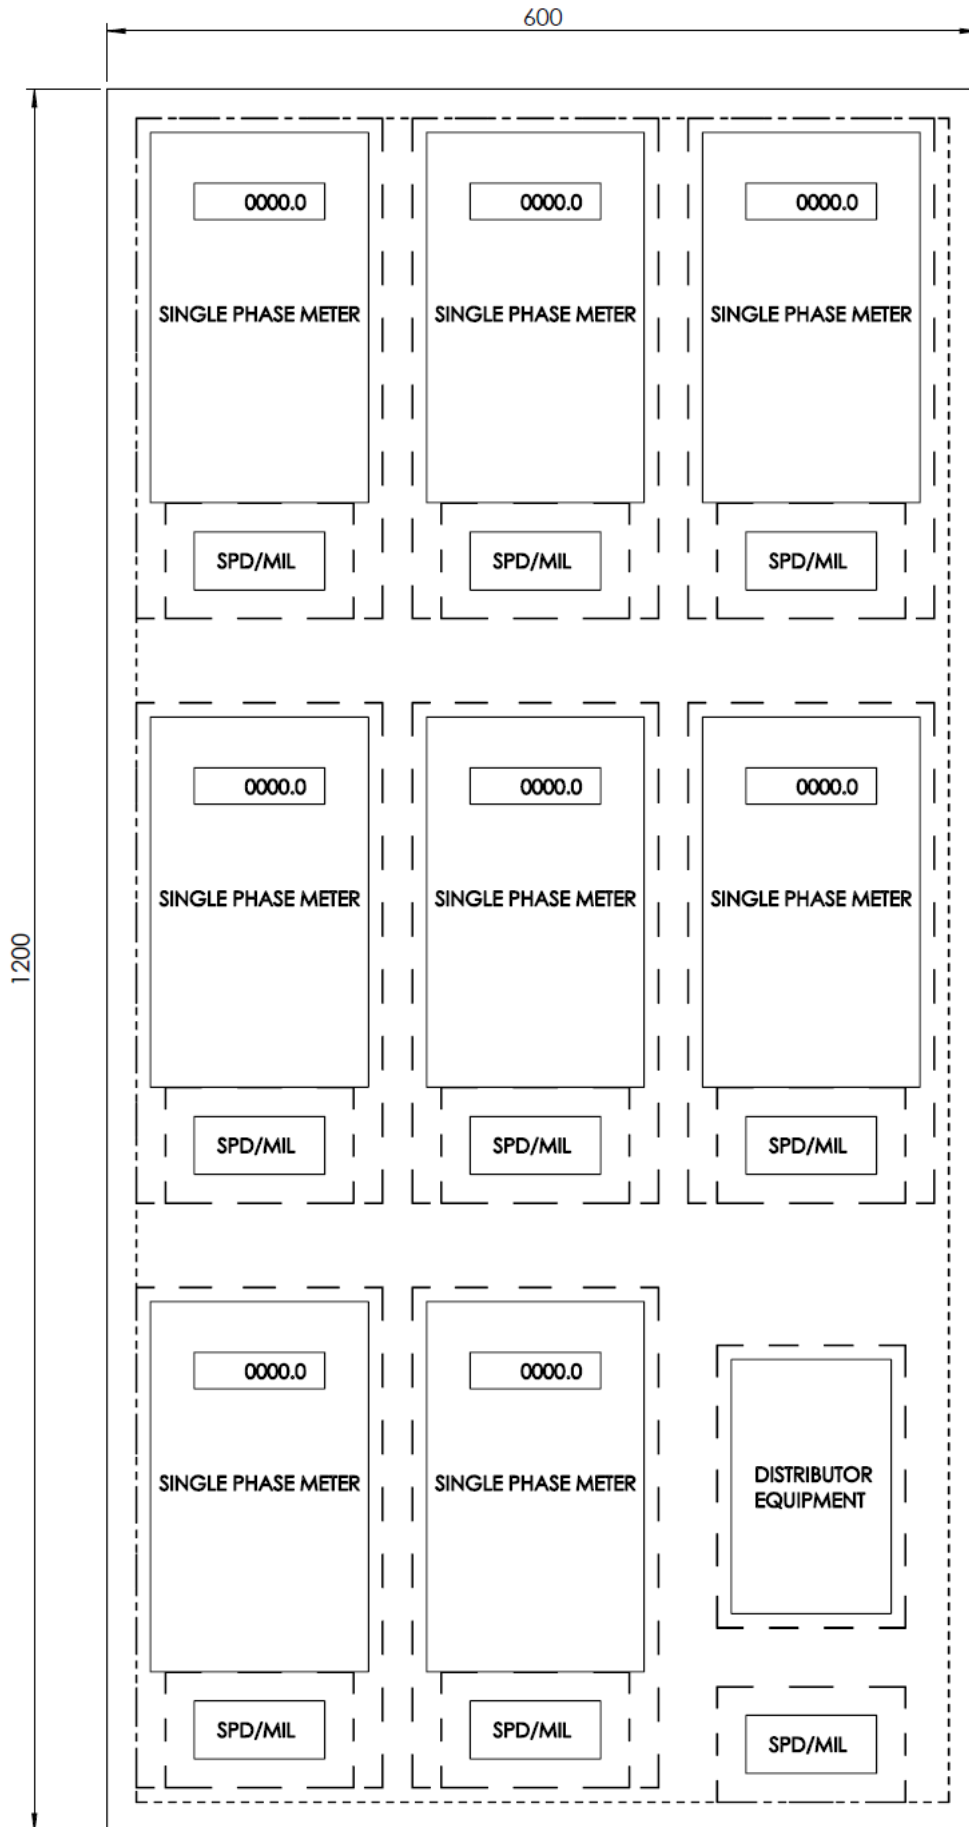 600
0000.0
0000.0
0000.0
SINGLE PHASE METER
SINGLE PHASE METER
SINGLE PHASE METER
SPD/MIL
SPD/MIL
SPD/MIL
0000.0
0000.0
0000.0
SINGLE PHASE METER
SINGLE PHASE METER
SINGLE PHASE METER
1200
SPD/MIL
SPD/MIL
SPD/MIL
0000.0
0000.0
SINGLE PHASE METER
SINGLE PHASE METER
DISTRIBUTOR
EQUIPMENT
SPD/MIL
SPD/MIL
SPD/MIL